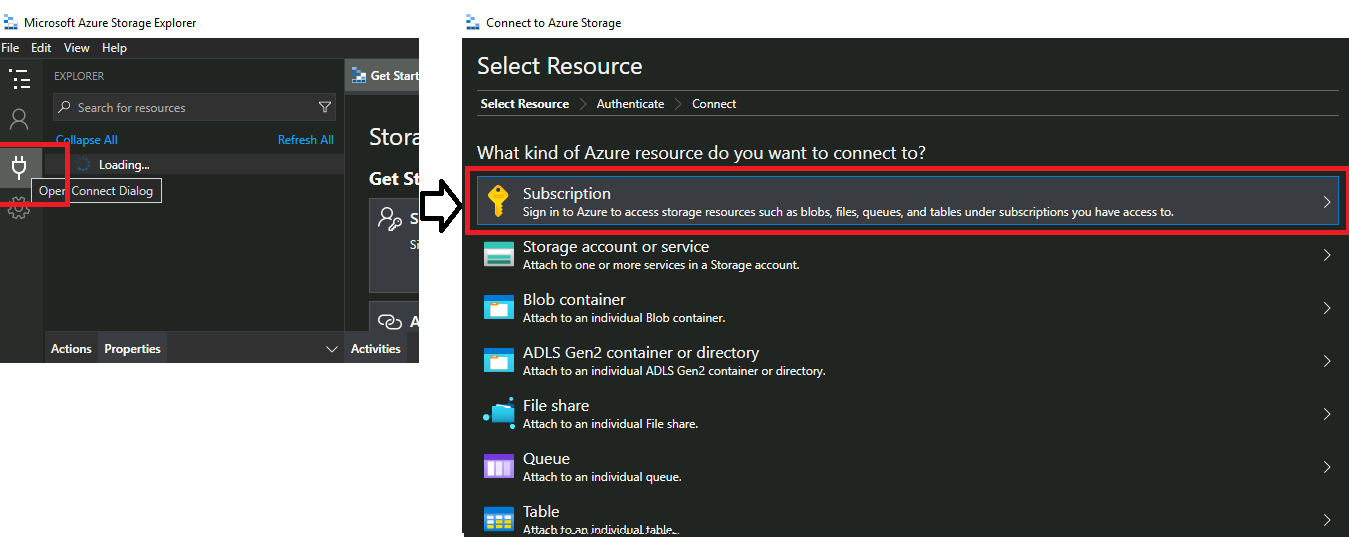 Microsoft Azure Storage Explorer
File Edit View Help
EXPLORER
Search for resources
Collapse All Refresh All
Loading...
Open Connect Dialog
Get Start
Stora
Get St
S
Si
A
Actions Properties
Activities
Connect to Azure Storage
Select Resource
Select Resource Authenticate Connect
What kind of Azure resource do you want to connect to?
Subscription
Sign in to Azure to access storage resources such as blobs, files, queues, and tables under subscriptions you have access to.
Storage account or service
Attach to one or more services in a Storage account.
Blob container
Attach to an individual Blob container.
ADLS Gen2 container or directory
Attach to an individual ADLS Gen2 container or directory.
File share
Attach to an individual File share.
Queue
Attach to an individual queue.
Table
Attach to an individual table.